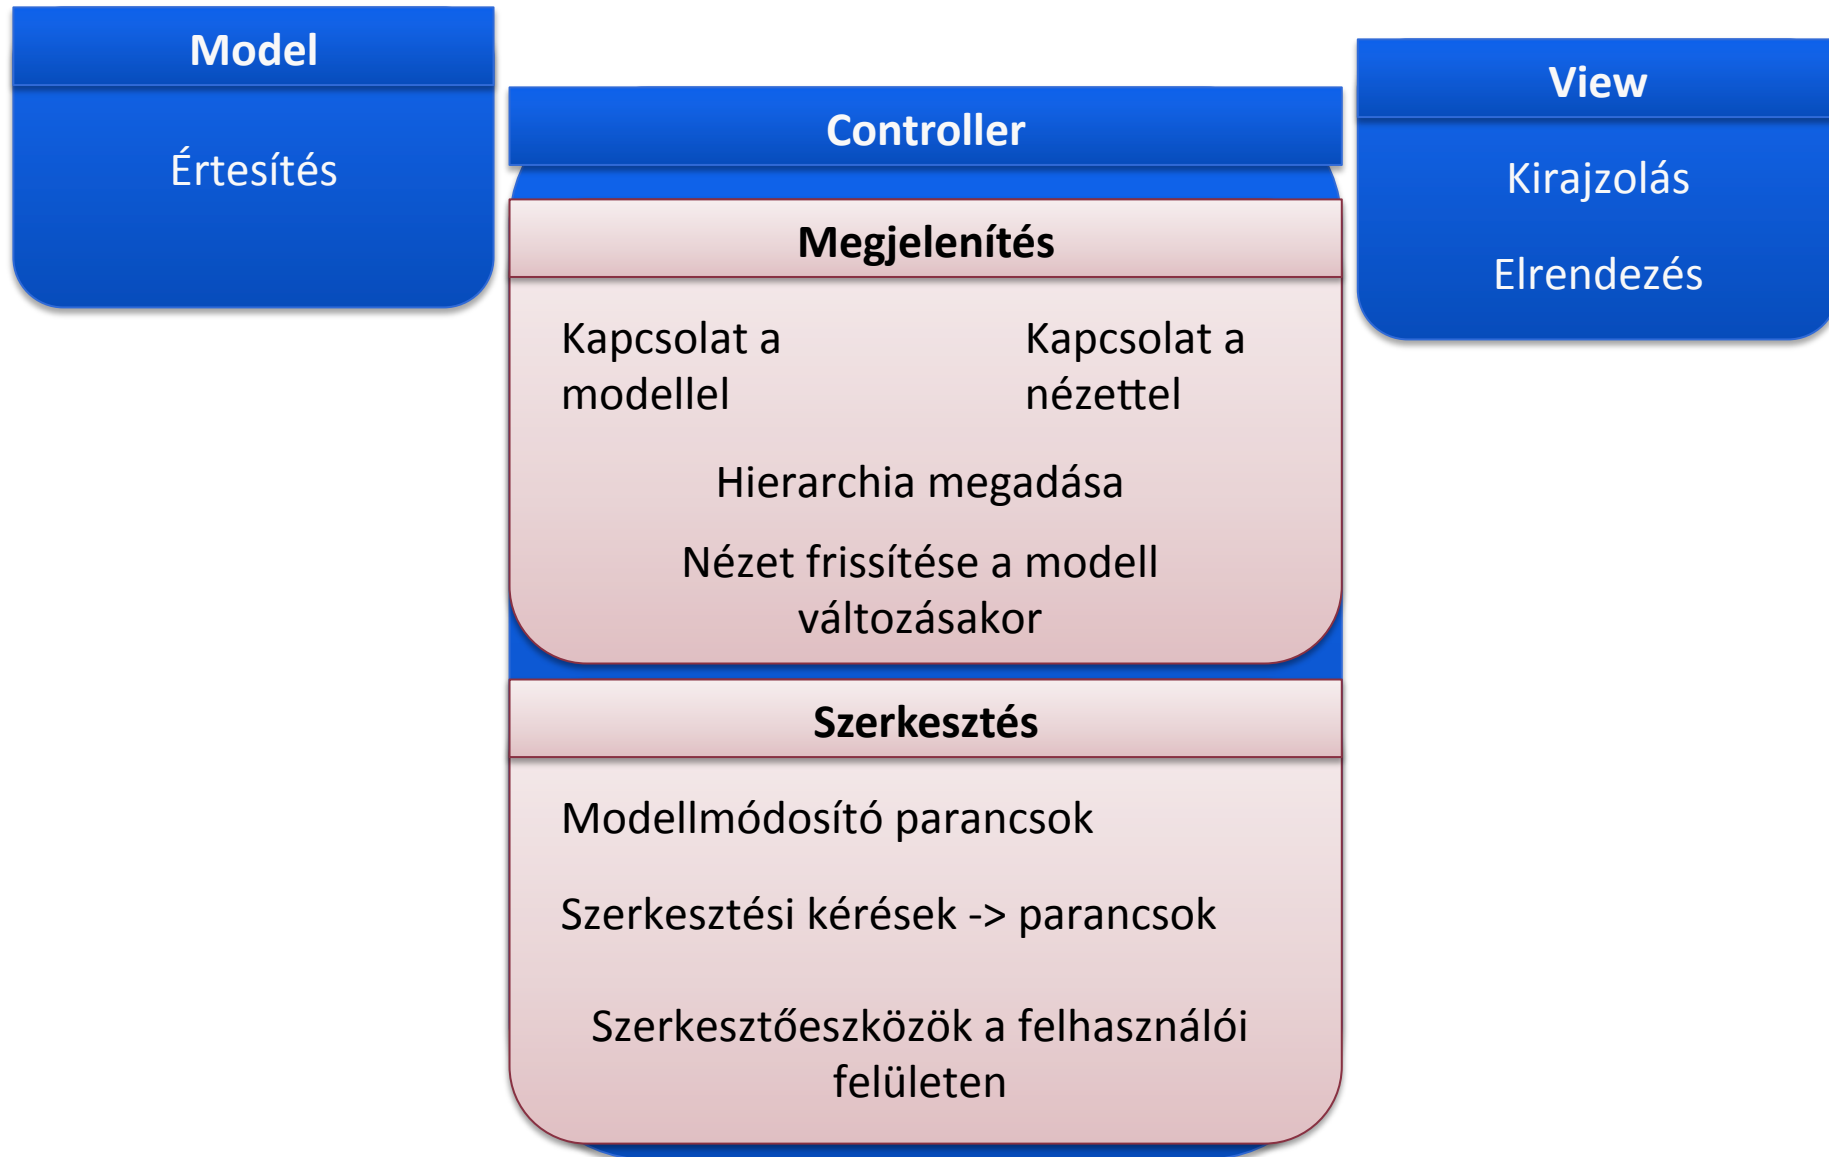 Model
Értesítés
Controller
Megjelenítés
Kapcsolat a
modellel
Kapcsolat a
nézettel
Hierarchia megadása
Nézet frissítése a modell
változásakor
Szerkesztés
Modellmódosító parancsok
Szerkesztési kérések -> parancsok
Szerkesztőeszközök a felhasználói
felületen
View
Kirajzolás
Elrendezés